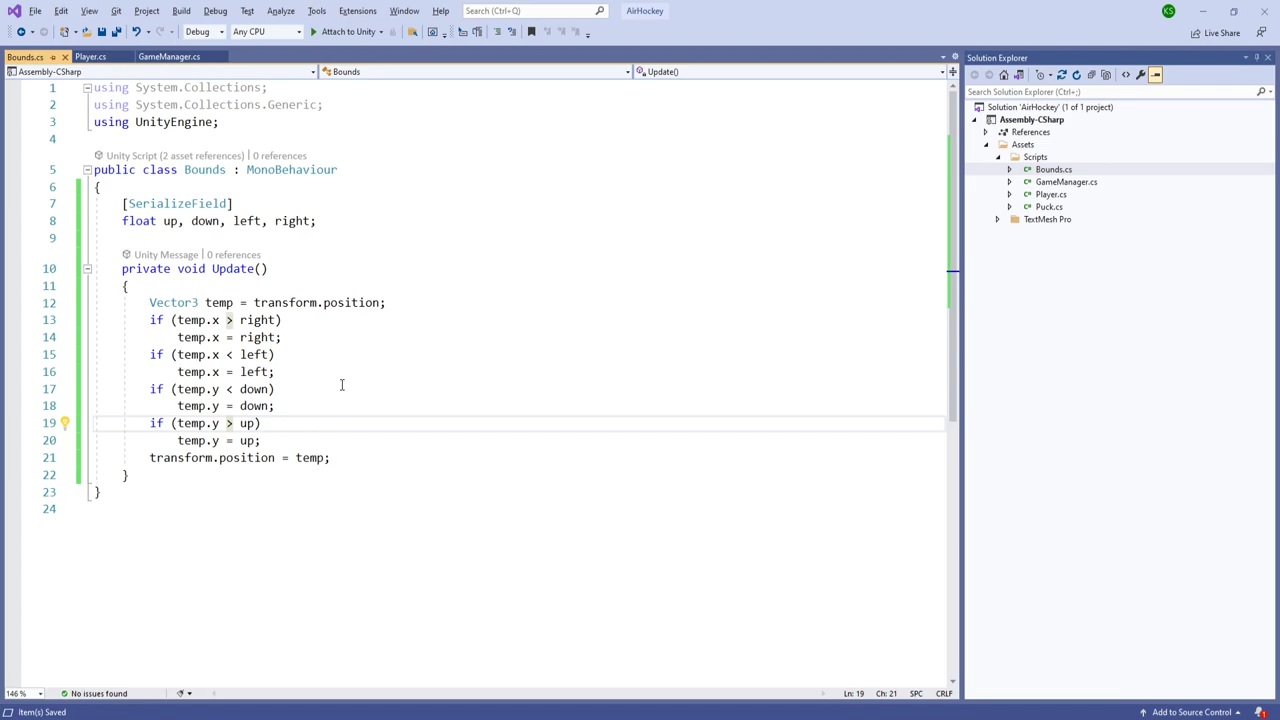 File Edit View Git Project Build Debug Test Analyze Tools Extensions Window Help Search (Ctrl+Q) AirHockey KS
Debug Any CPU Attach to Unity Live Share
Bounds.cs Player.cs GameManager.cs
Assembly-CSharp Bounds Update()
1 using System.Collections;
2 using System.Collections.Generic;
3 using UnityEngine;
4
Unity Script (2 asset references) | 0 references
5 public class Bounds : MonoBehaviour
6 {
7 [SerializeField]
8 float up, down, left, right;
9
Unity Message | 0 references
10 private void Update()
11 {
12 Vector3 temp = transform.position;
13 if (temp.x > right)
14 temp.x = right;
15 if (temp.x < left)
16 temp.x = left;
17 if (temp.y < down)
18 temp.y = down;
19 if (temp.y > up)
20 temp.y = up;
21 transform.position = temp;
22 }
23 }
24
146 % No issues found Ln: 19 Ch: 21 SPC CRLF
Solution Explorer
Search Solution Explorer (Ctrl+;)
Solution 'AirHockey' (1 of 1 project)
Assembly-CSharp
References
Assets
Scripts
C# Bounds.cs
C# GameManager.cs
C# Player.cs
C# Puck.cs
TextMesh Pro
Item(s) Saved Add to Source Control 1